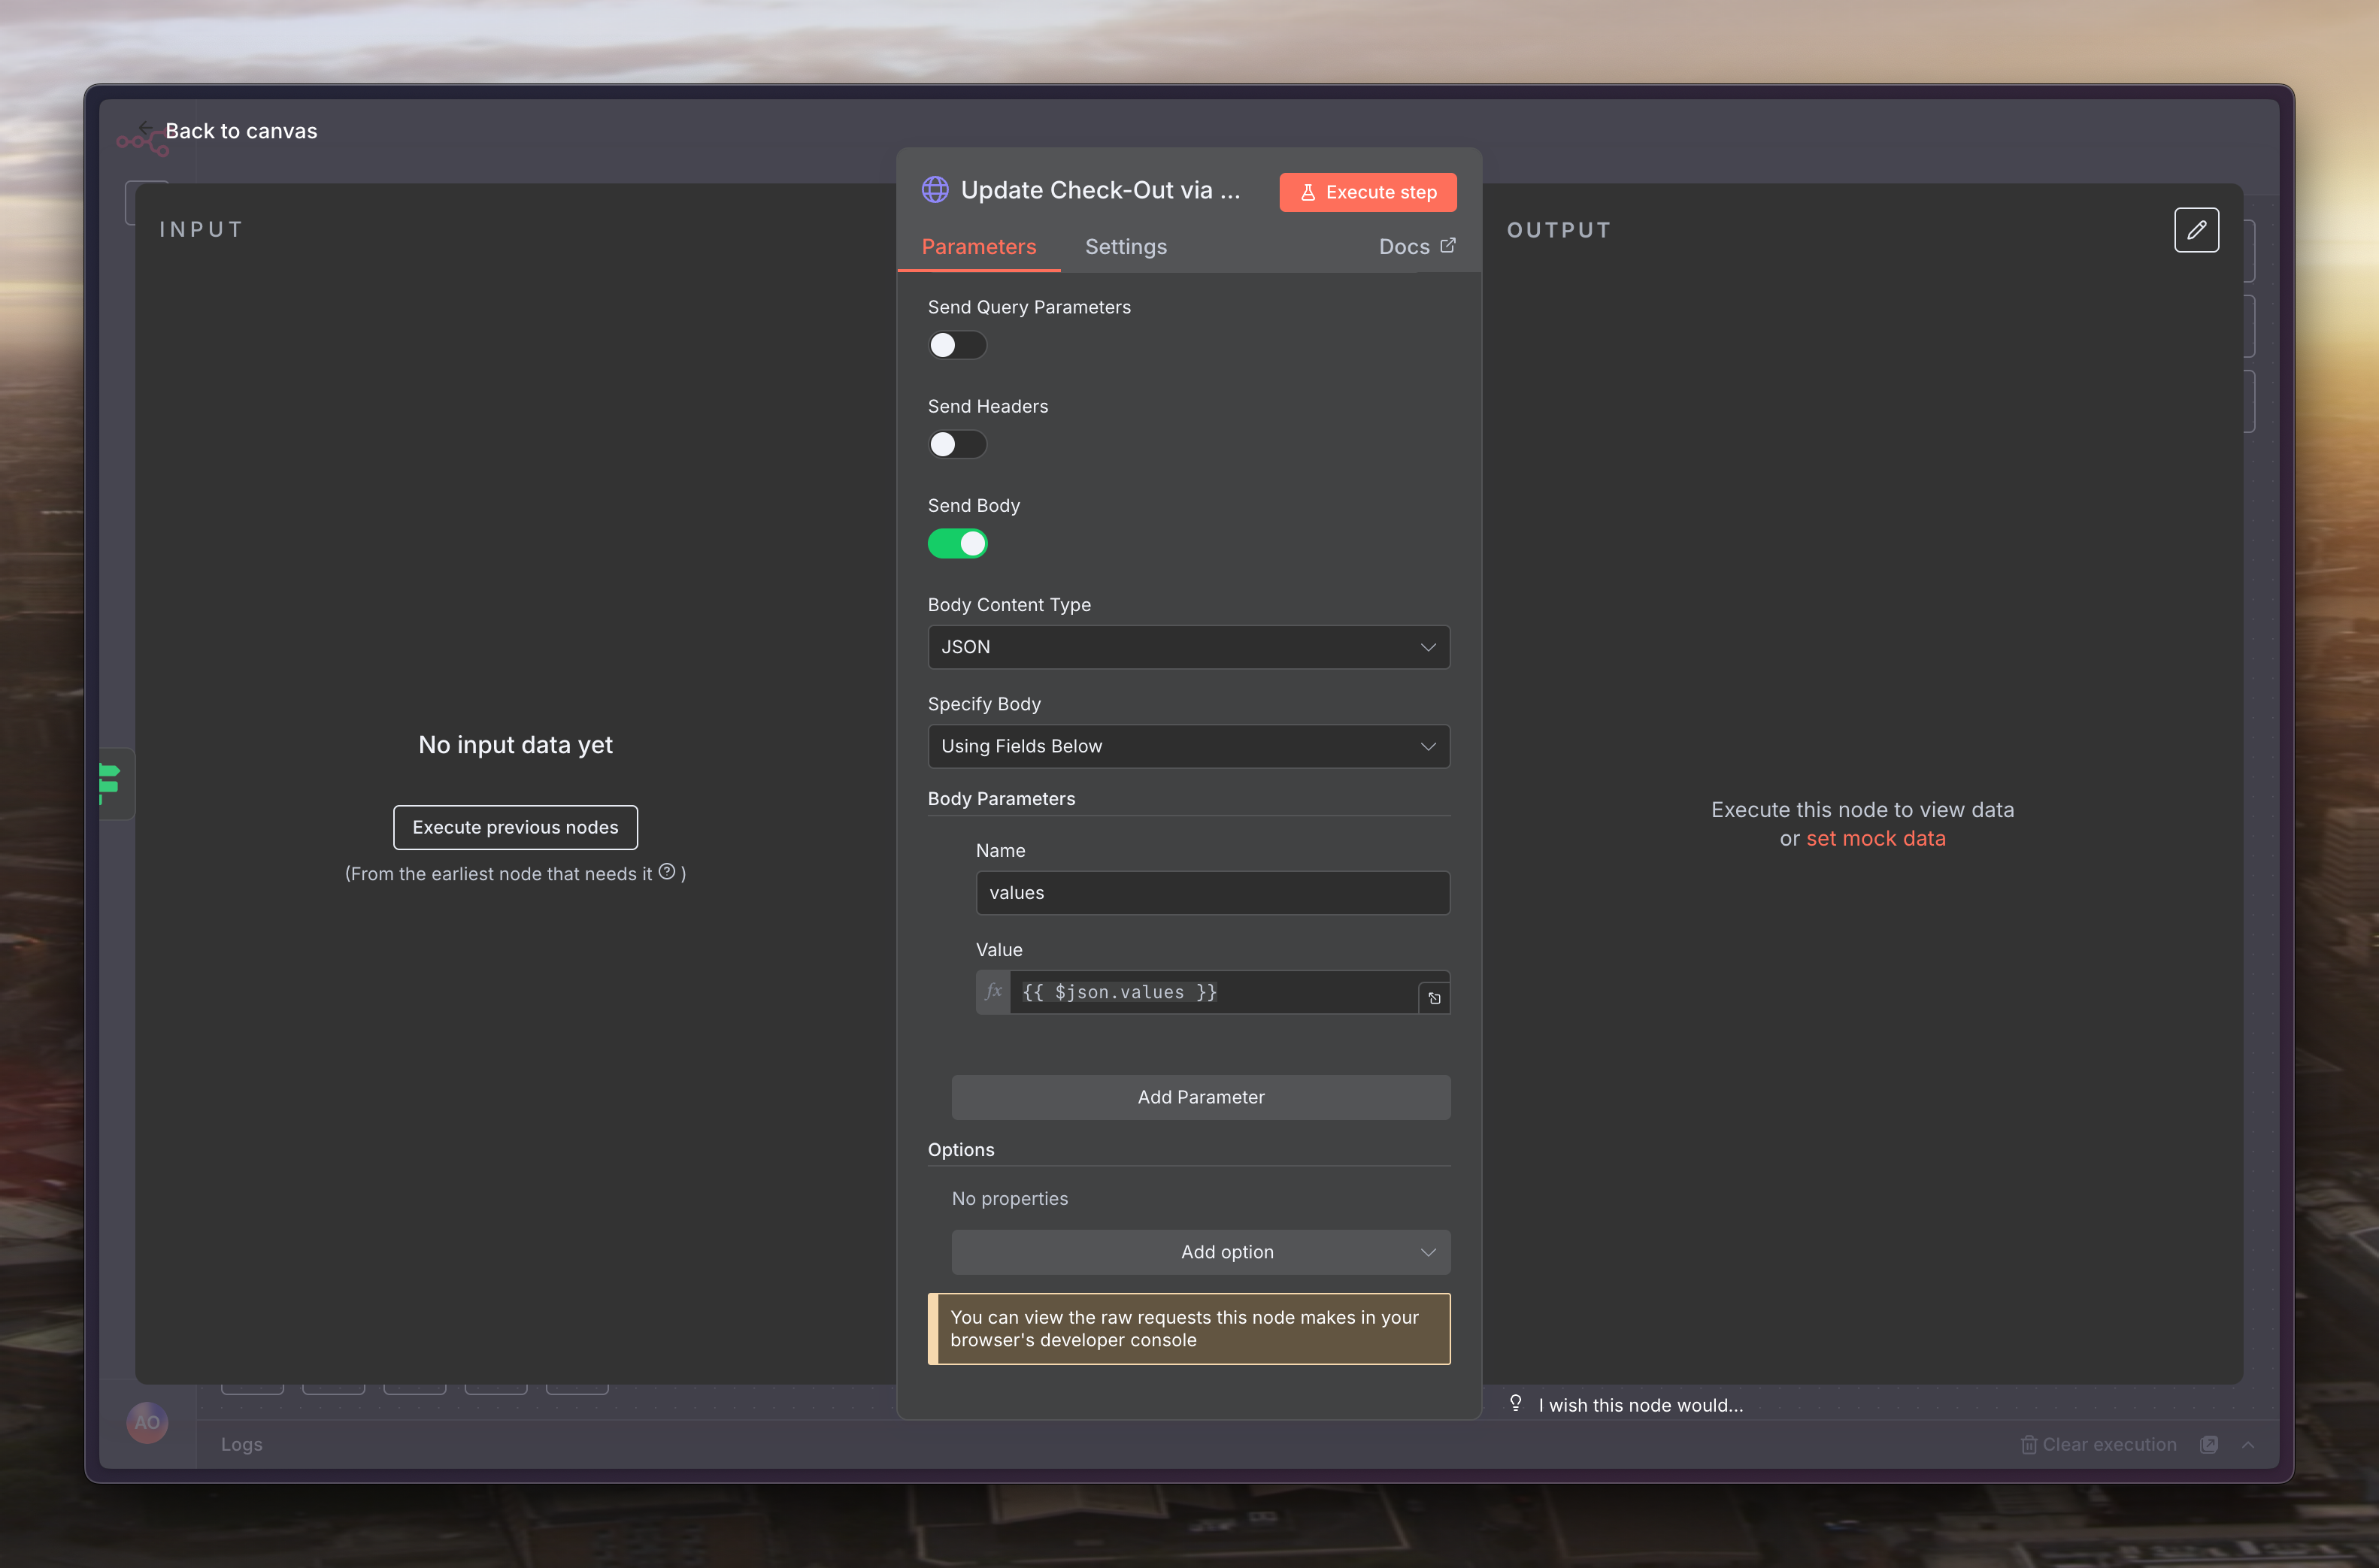 Back to canvas
INPUT
No input data yet
Execute previous nodes
(From the earliest node that needs it ? )
Update Check-Out via ...
Execute step
Parameters
Settings
Docs
Send Query Parameters
Send Headers
Send Body
Body Content Type
JSON
Specify Body
Using Fields Below
Body Parameters
Name
values
Value
fx
{{ $json.values }}
Add Parameter
Options
No properties
Add option
You can view the raw requests this node makes in your
browser's developer console
OUTPUT
Execute this node to view data
or set mock data
I wish this node would...
AO
Logs
Clear execution